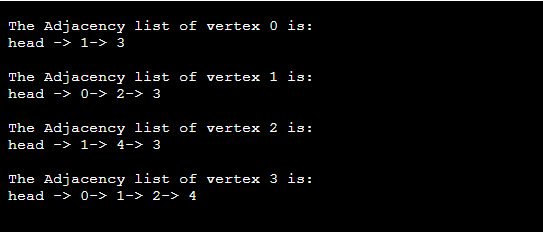 The Adjacency list of vertex 0 is:
head -> 1-> 3
The Adjacency list of vertex 1 is:
head -> 0-> 2-> 3
The Adjacency list of vertex 2 is:
head -> 1-> 4-> 3
The Adjacency list of vertex 3 is:
head -> 0-> 1-> 2-> 4